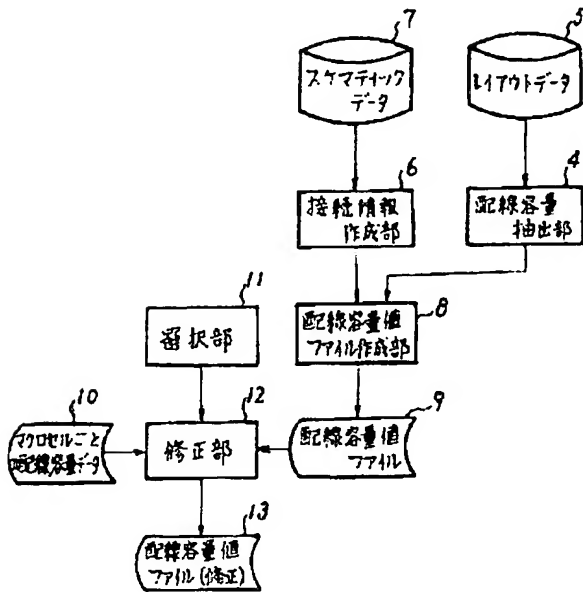 7
5
スケマティック
データ
レイアウトデータ
6
4
接続情報
作成部
配線容量
抽出部
11
8
選択部
配線容量値
ファイル作成部
10
12
9
マクロセルごと
の配線容量データ
修正部
配線容量値
ファイル
13
配線容量値
ファイル(修正)